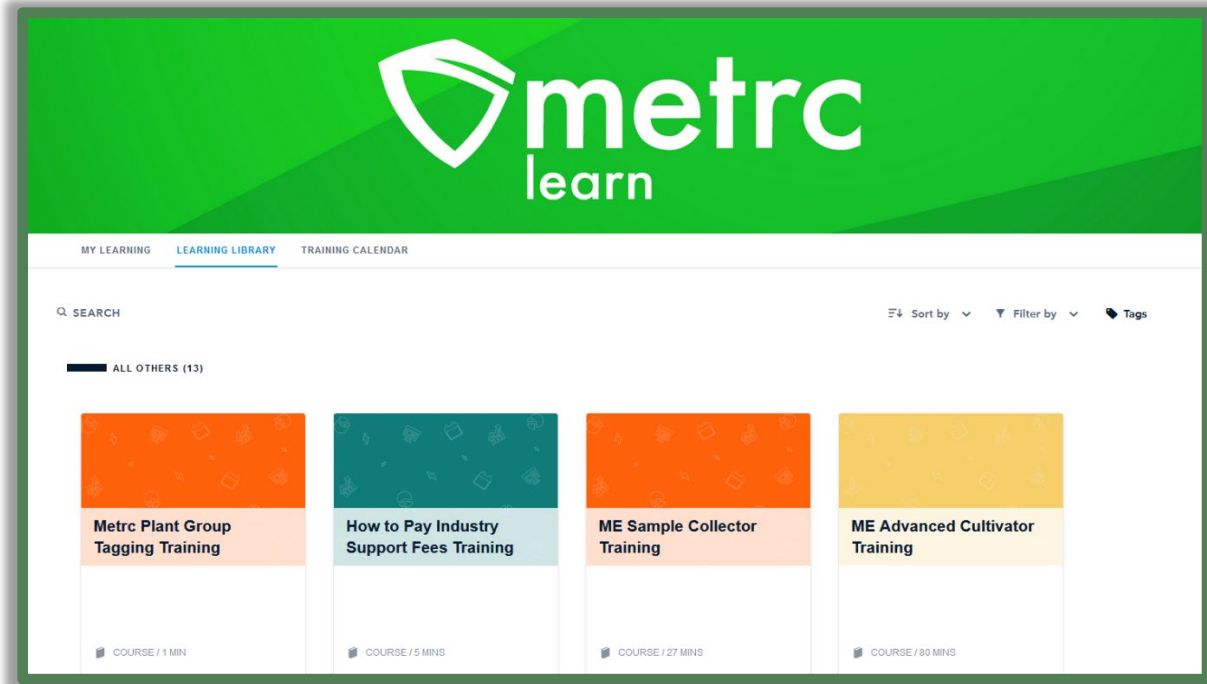 metrc
learn
MY LEARNING LEARNING LIBRARY TRAINING CALENDAR
SEARCH Sort by Filter by Tags
ALL OTHERS (13)
Metrc Plant Group
Tagging Training
COURSE / 1 MIN
How to Pay Industry
Support Fees Training
COURSE / 5 MINS
ME Sample Collector
Training
COURSE / 27 MINS
ME Advanced Cultivator
Training
COURSE / 80 MINS